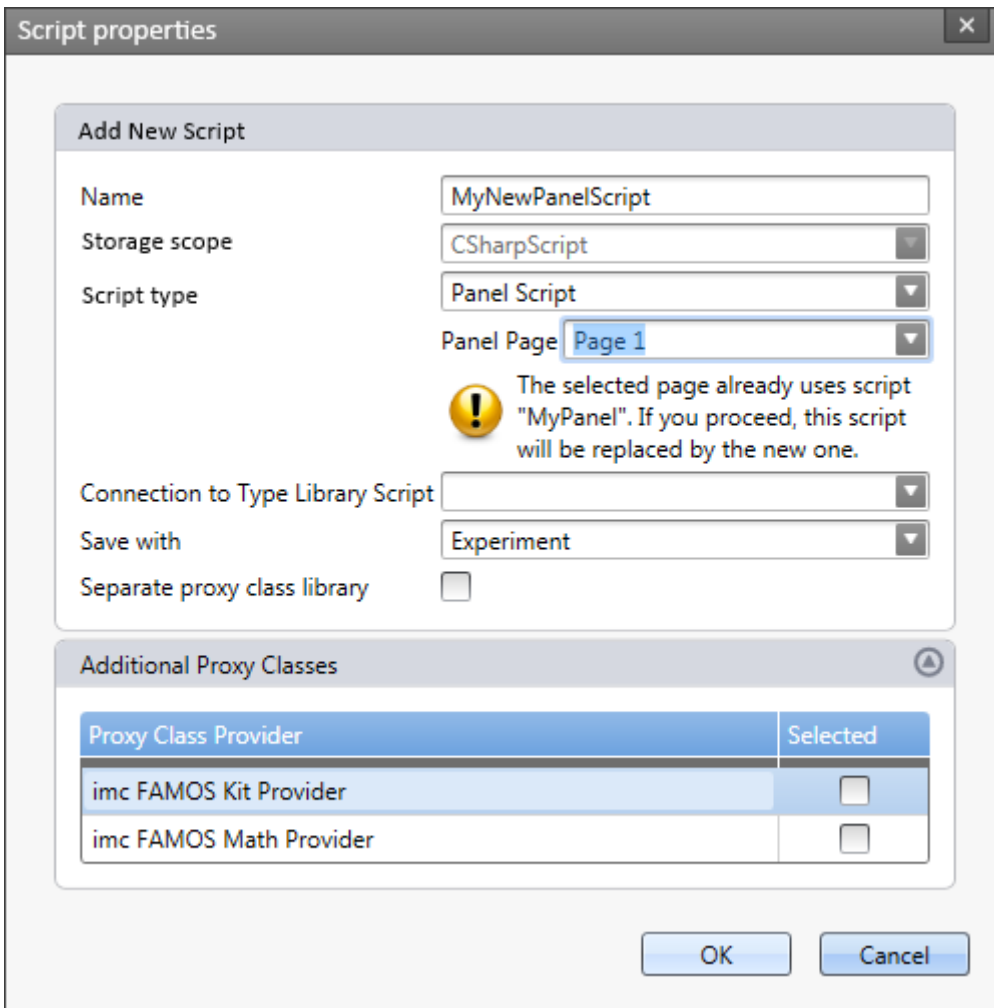 Script properties
Add New Script
Name MyNewPanelScript
Storage scope CSharpScript
Script type Panel Script
Panel Page Page 1
The selected page already uses script
"MyPanel". If you proceed, this script
will be replaced by the new one.
Connection to Type Library Script
Save with Experiment
Separate proxy class library
Additional Proxy Classes
Proxy Class Provider Selected
imc FAMOS Kit Provider
imc FAMOS Math Provider
OK Cancel